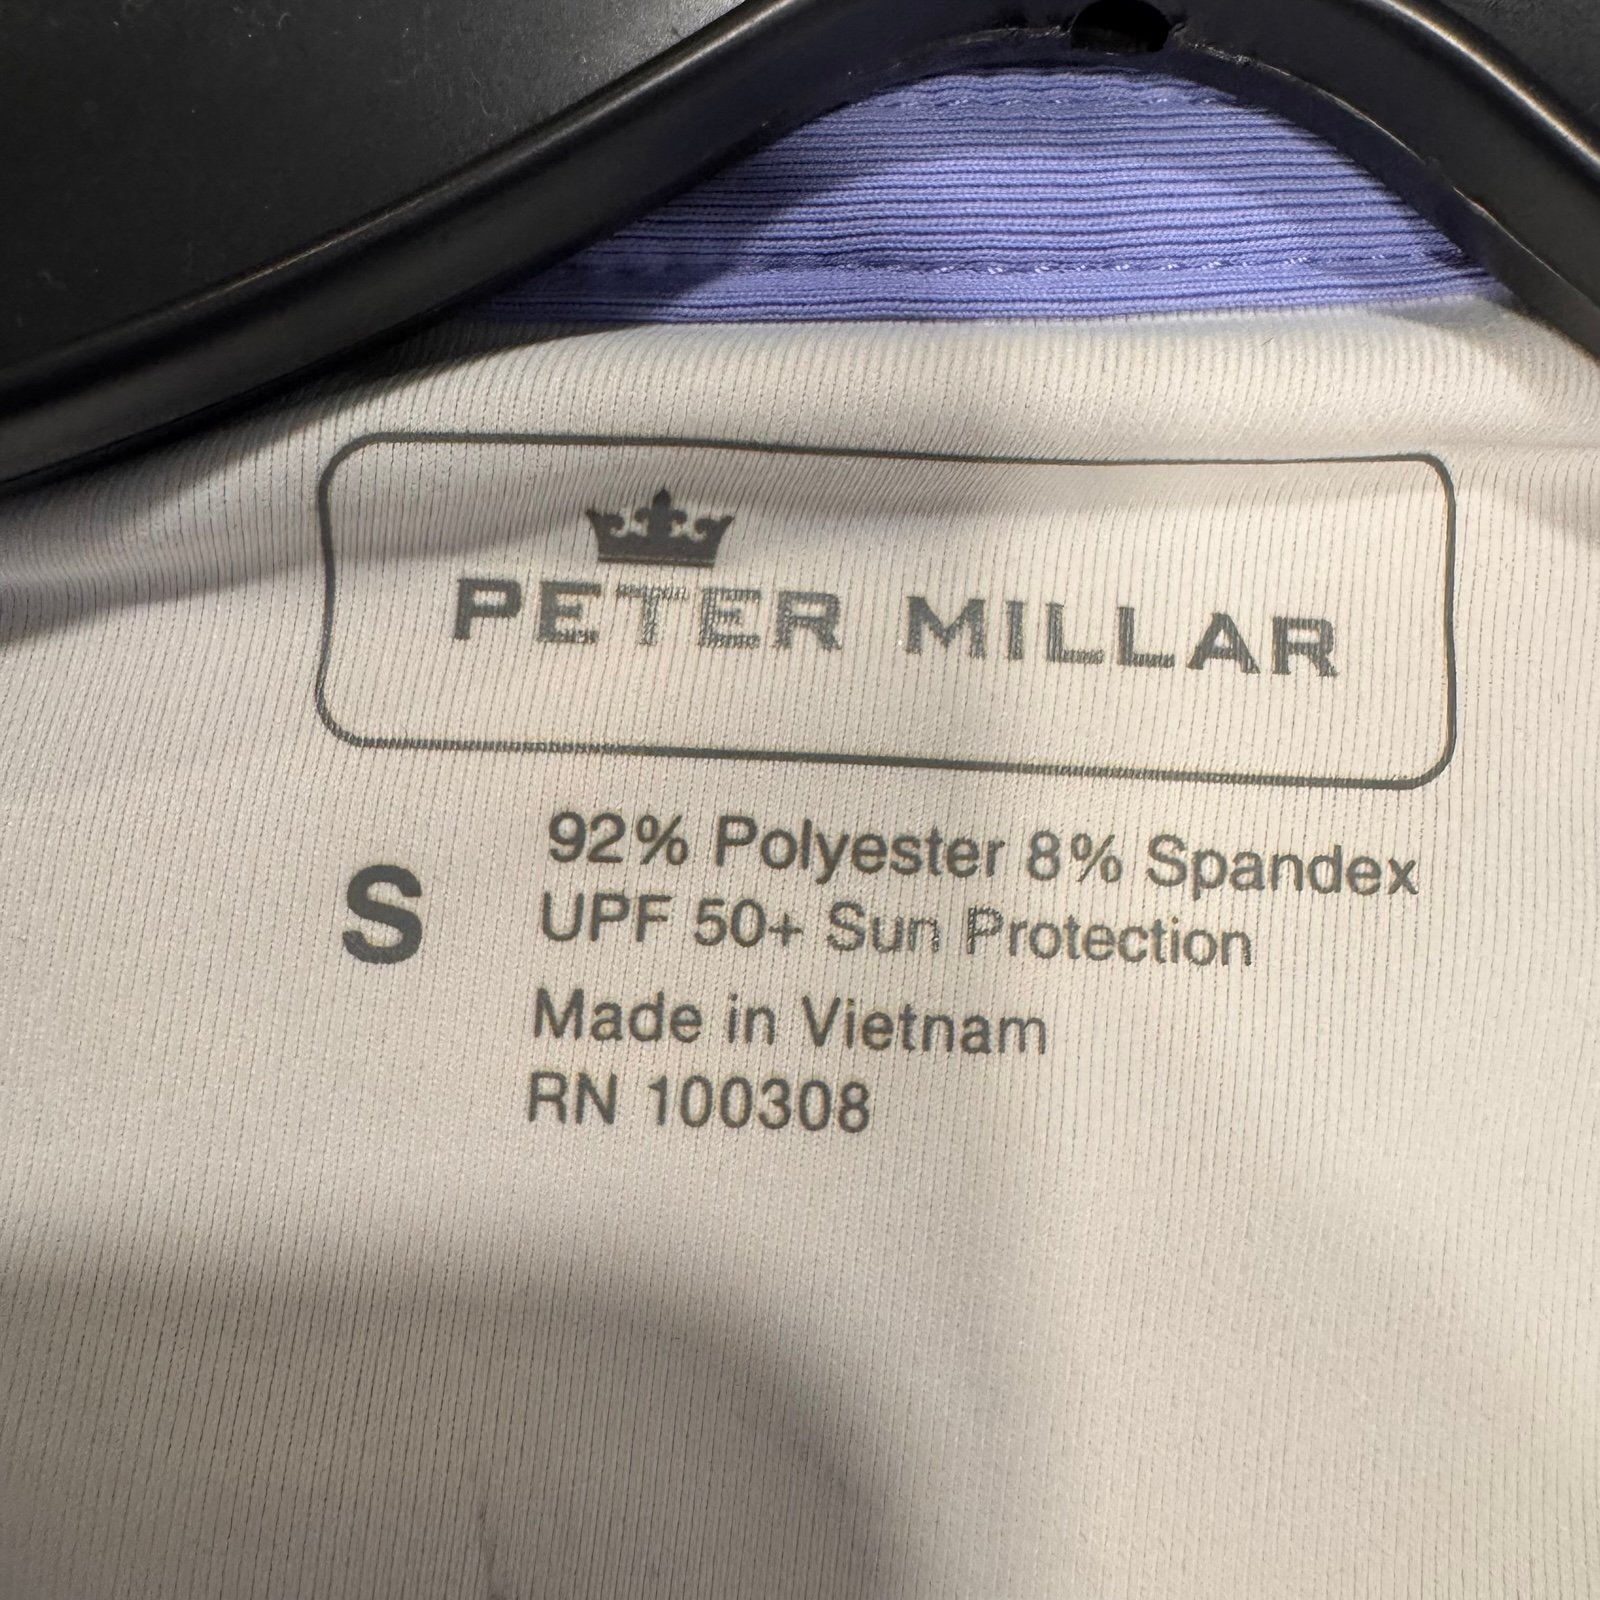 PETER MILLAR
S
92% Polyester 8% Spandex
UPF 50+ Sun Protection
Made in Vietnam
RN 100308